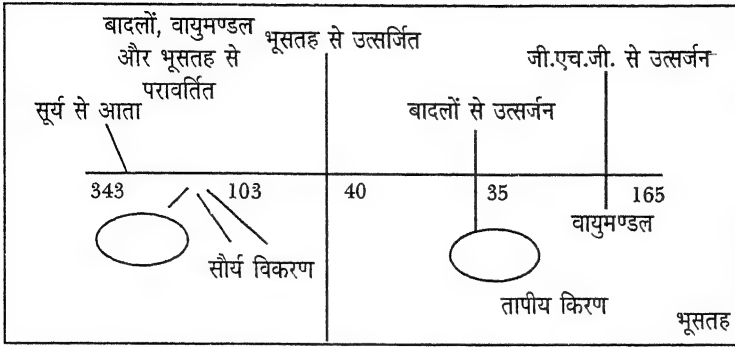 बादलों, वायुमण्डल
और भूसतह से
परावर्तित
भूसतह से उत्सर्जित
जी.एच.जी. से उत्सर्जन
सूर्य से आता
बादलों से उत्सर्जन
343 103 40 35 165
वायुमण्डल
सौर्य विकरण
तापीय किरण
भूसतह